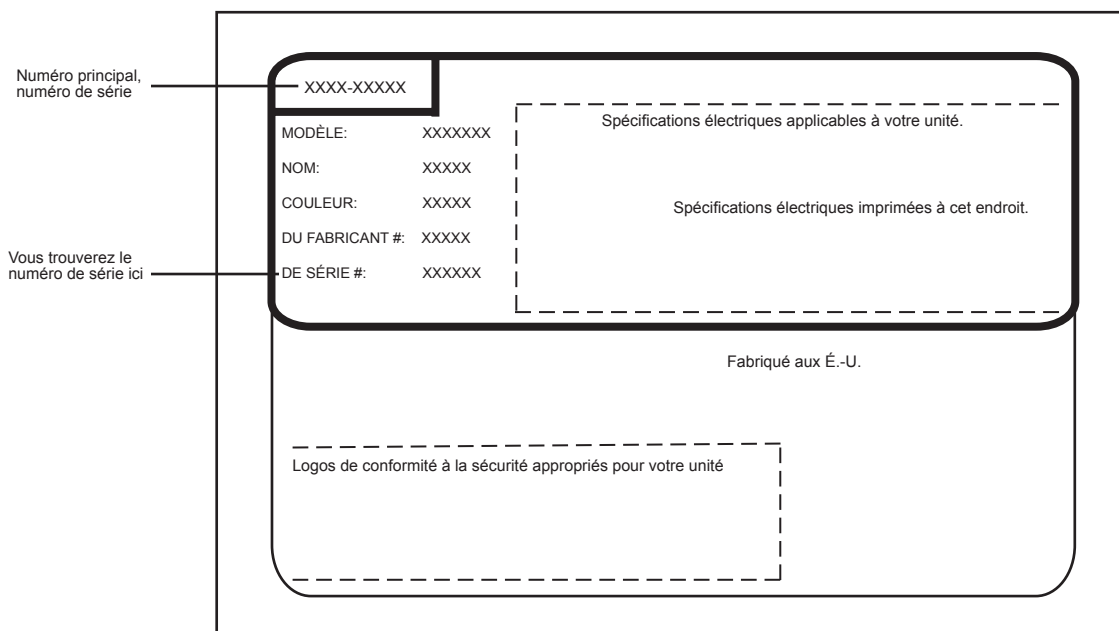 Numéro principal,
numéro de série
XXXX-XXXXX
Spécifications électriques applicables à votre unité.
MODÈLE: XXXXXXX
NOM: XXXXX
COULEUR: XXXXX
Spécifications électriques imprimées à cet endroit.
DU FABRICANT #: XXXXX
Vous trouverez le
numéro de série ici
DE SÉRIE #: XXXXXX
Fabriqué aux É.-U.
Logos de conformité à la sécurité appropriés pour votre unité